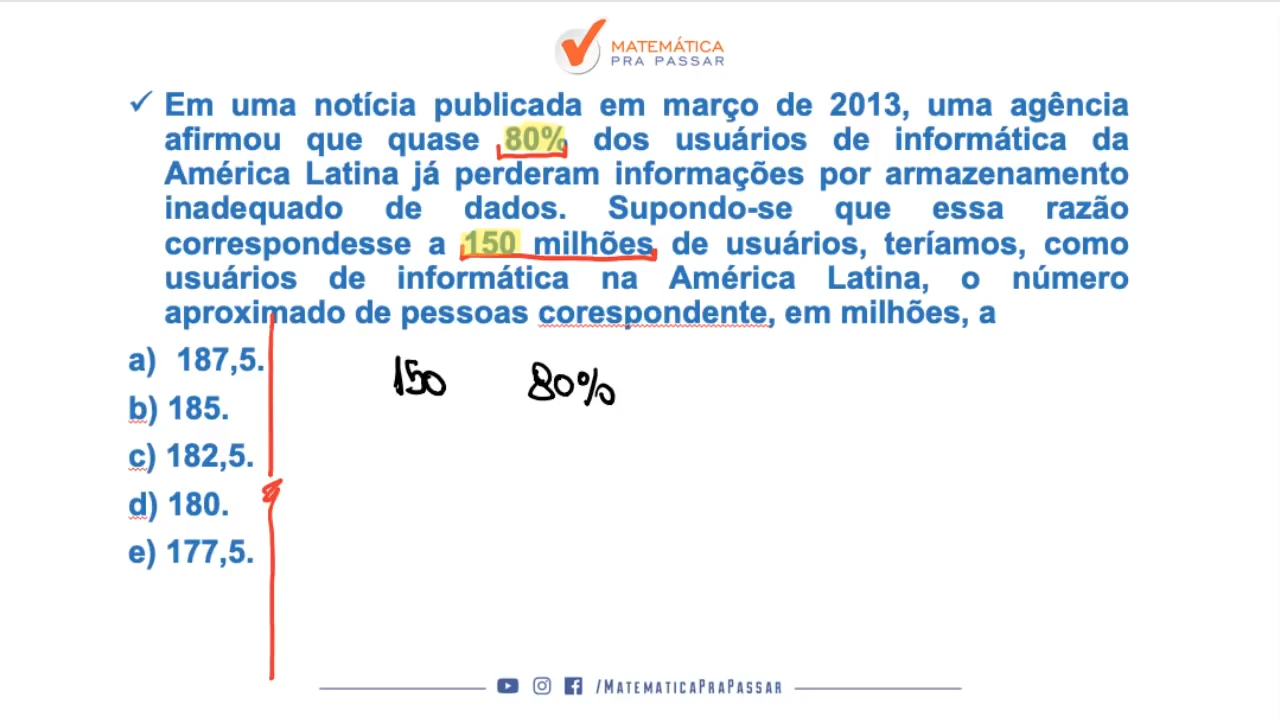 MATEMÁTICA
PRA PASSAR
✓ Em uma notícia publicada em março de 2013, uma agência
afirmou que quase 80% dos usuários de informática da
América Latina já perderam informações por armazenamento
inadequado de dados. Supondo-se que essa razão
correspondesse a 150 milhões de usuários, teríamos, como
usuários de informática na América Latina, o número
aproximado de pessoas corespondente, em milhões, a
a) 187,5.
150 80%
b) 185.
c) 182,5.
d) 180.
e) 177,5.
/MATEMATICAPRAPASSAR